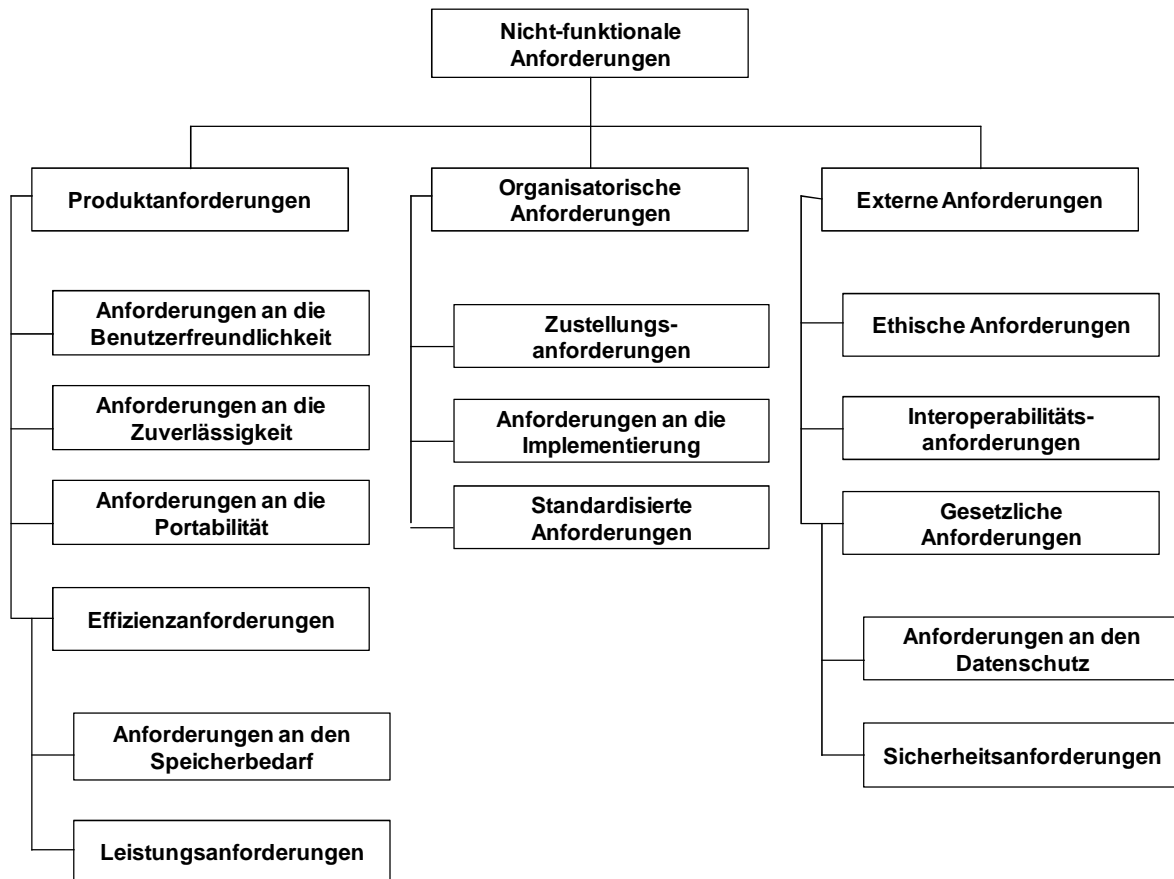 Nicht-funktionale
Anforderungen
Produktanforderungen
Organisatorische
Anforderungen
Externe Anforderungen
Anforderungen an die
Benutzerfreundlichkeit
Anforderungen an die
Zuverlässigkeit
Anforderungen an die
Portabilität
Effizienzanforderungen
Anforderungen an den
Speicherbedarf
Leistungsanforderungen
Zustellungs-
anforderungen
Anforderungen an die
Implementierung
Standardisierte
Anforderungen
Ethische Anforderungen
Interoperabilitäts-
anforderungen
Gesetzliche
Anforderungen
Anforderungen an den
Datenschutz
Sicherheitsanforderungen